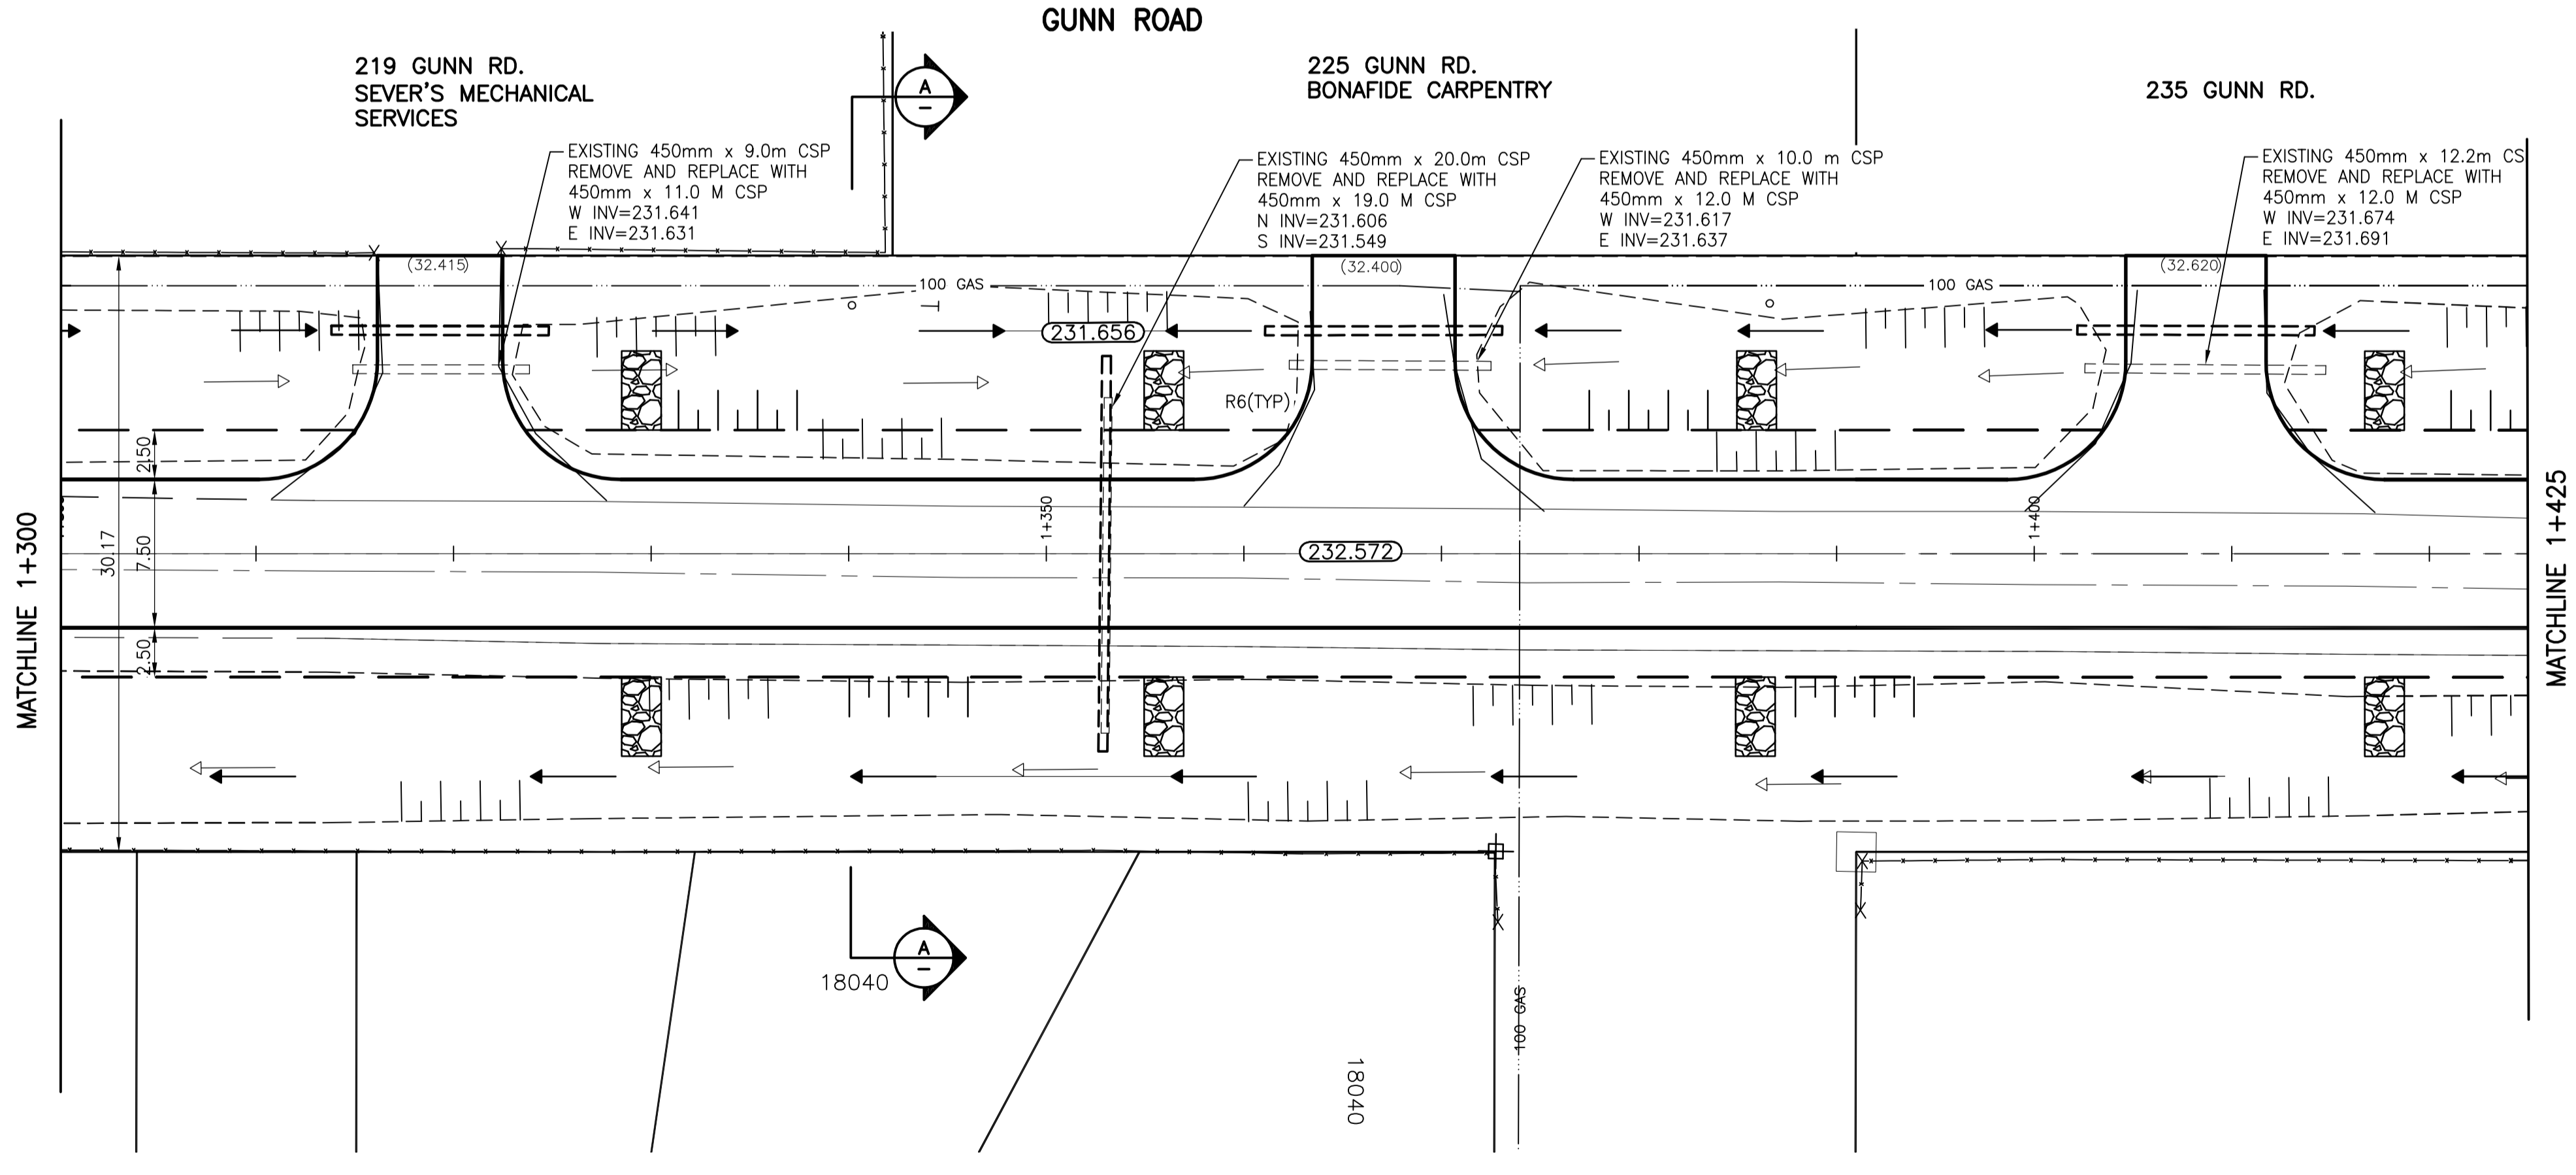 GUNN ROAD
219 GUNN RD.
SEVER'S MECHANICAL
SERVICES
A
225 GUNN RD.
BONAFIDE CARPENTRY
235 GUNN RD.
EXISTING 450mm x 9.0m CSP
REMOVE AND REPLACE WITH
450mm x 11.0 M CSP
W INV=231.641
E INV=231.631
EXISTING 450mm x 20.0m CSP
REMOVE AND REPLACE WITH
450mm x 19.0 M CSP
N INV=231.606
S INV=231.549
EXISTING 450mm x 10.0 m CSP
REMOVE AND REPLACE WITH
450mm x 12.0 M CSP
W INV=231.617
E INV=231.637
EXISTING 450mm x 12.2m CS
REMOVE AND REPLACE WITH
450mm x 12.0 M CSP
W INV=231.674
E INV=231.691
(32.415)
(32.400)
(32.620)
100 GAS
100 GAS
231.656
R6(TYP)
2.50
1+350
1+400
MATCHLINE 1+300
30.17
7.50
232.572
MATCHLINE 1+425
2.50
A
18040
100 GAS
18040